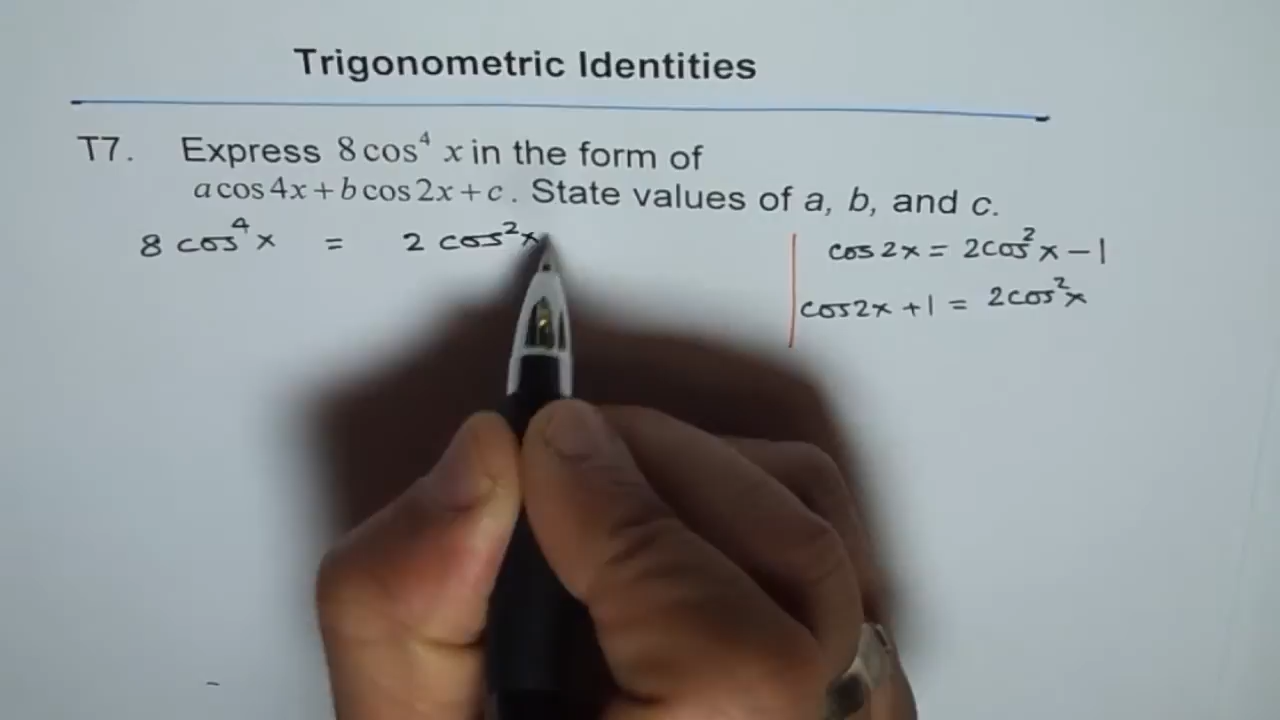 Trigonometric Identities
T7. Express 8 cos⁴ x in the form of
a cos 4x + b cos 2x + c. State values of a, b, and c.
8 cos⁴x = 2 cos²x
cos 2x = 2cos²x − 1
cos2x + 1 = 2cos²x